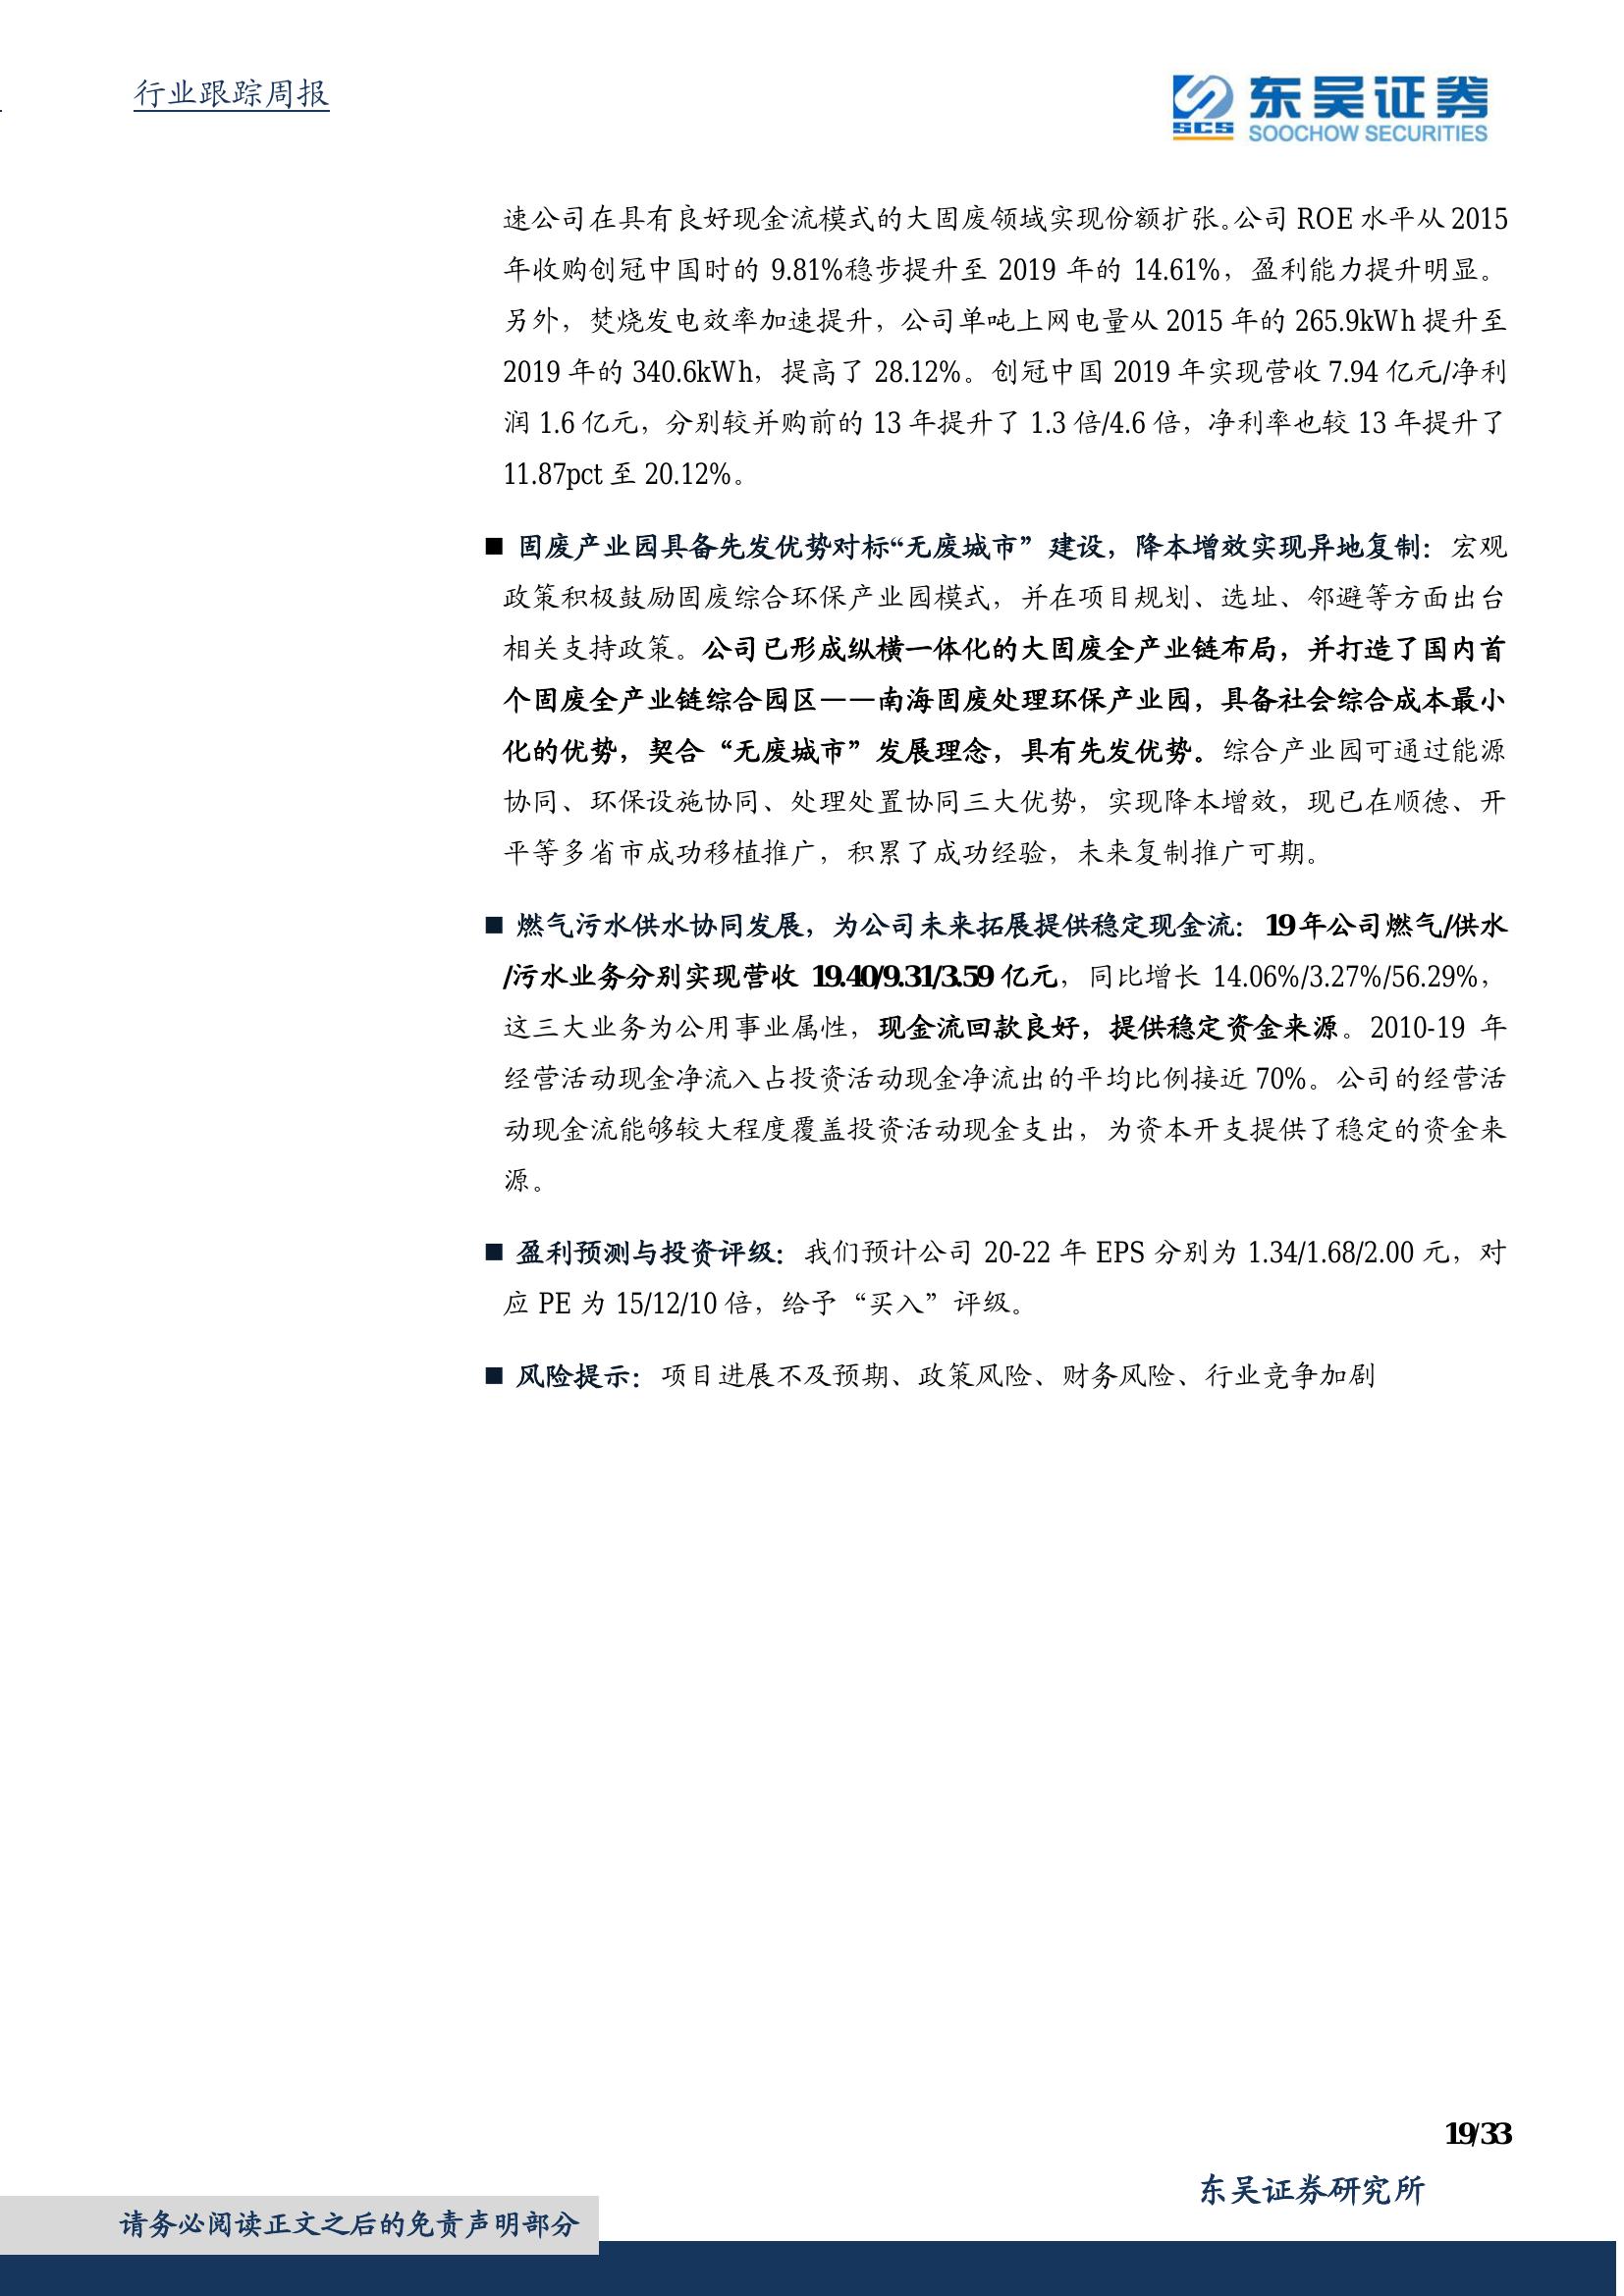 行业跟踪周报
东吴证券
SCS
SOOCHOW SECURITIES
速公司在具有良好现金流模式的大固废领域实现份额扩张。公司 ROE 水平从 2015
年收购创冠中国时的 9.81%稳步提升至 2019 年的 14.61%，盈利能力提升明显。
另外，焚烧发电效率加速提升，公司单吨上网电量从 2015 年的 265.9kWh 提升至
2019 年的 340.6kWh，提高了 28.12%。创冠中国 2019 年实现营收 7.94 亿元/净利
润 1.6 亿元，分别较并购前的 13 年提升了 1.3 倍/4.6 倍，净利率也较 13 年提升了
11.87pct 至 20.12%。
■ 固废产业园具备先发优势对标“无废城市”建设，降本增效实现异地复制：宏观
政策积极鼓励固废综合环保产业园模式，并在项目规划、选址、邻避等方面出台
相关支持政策。公司已形成纵横一体化的大固废全产业链布局，并打造了国内首
个固废全产业链综合园区——南海固废处理环保产业园，具备社会综合成本最小
化的优势，契合“无废城市”发展理念，具有先发优势。综合产业园可通过能源
协同、环保设施协同、处理处置协同三大优势，实现降本增效，现已在顺德、开
平等多省市成功移植推广，积累了成功经验，未来复制推广可期。
■ 燃气污水供水协同发展，为公司未来拓展提供稳定现金流：19 年公司燃气/供水
/污水业务分别实现营收 19.40/9.31/3.59 亿元，同比增长 14.06%/3.27%/56.29%，
这三大业务为公用事业属性，现金流回款良好，提供稳定资金来源。2010-19 年
经营活动现金净流入占投资活动现金净流出的平均比例接近 70%。公司的经营活
动现金流能够较大程度覆盖投资活动现金支出，为资本开支提供了稳定的资金来
源。
■ 盈利预测与投资评级：我们预计公司 20-22 年 EPS 分别为 1.34/1.68/2.00 元，对
应 PE 为 15/12/10 倍，给予“买入”评级。
■ 风险提示：项目进展不及预期、政策风险、财务风险、行业竞争加剧
19/33
东吴证券研究所
请务必阅读正文之后的免责声明部分